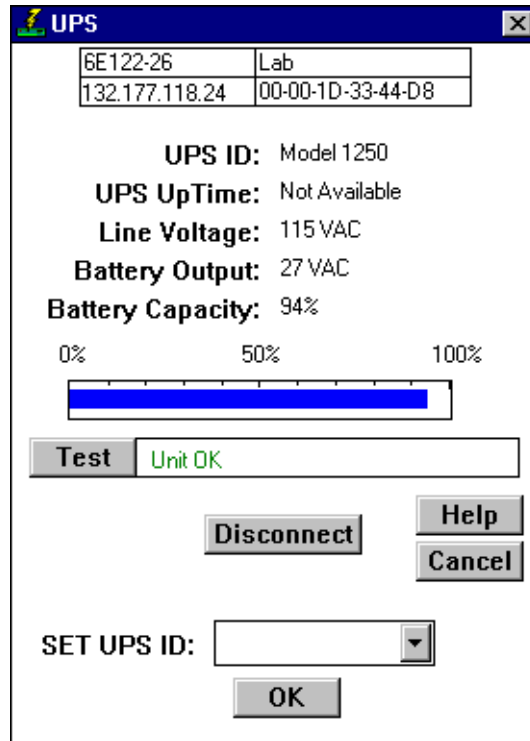 UPS
6E122-26 Lab
132.177.118.24 00-00-1D-33-44-D8
UPS ID: Model 1250
UPS UpTime: Not Available
Line Voltage: 115 VAC
Battery Output: 27 VAC
Battery Capacity: 94%
0% 50% 100%
Test Unit OK
Disconnect
Help
Cancel
SET UPS ID:
OK